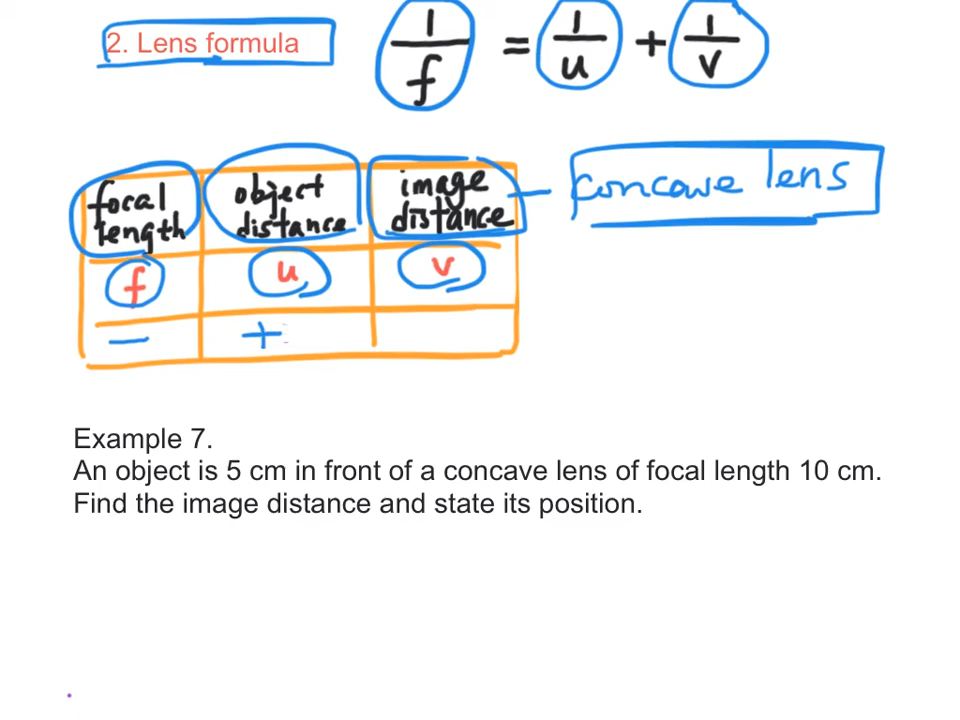 2. Lens formula
1/f = 1/u + 1/v
focal length
object distance
image distance
concave lens
f
u
v
−
+
Example 7.
An object is 5 cm in front of a concave lens of focal length 10 cm.
Find the image distance and state its position.